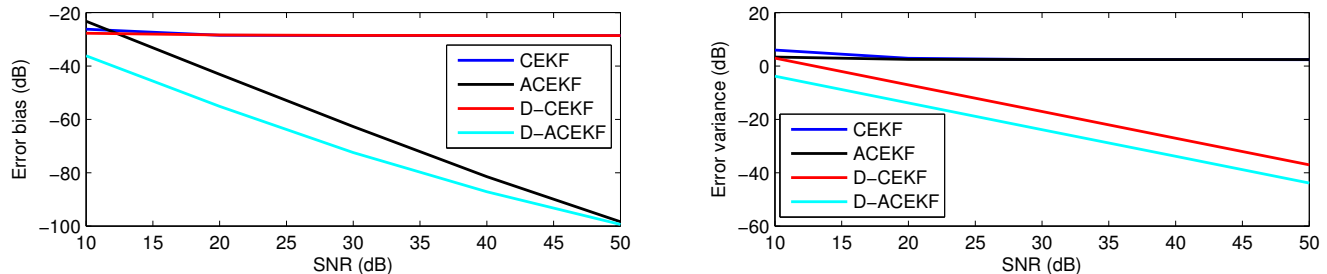 −20
−40
−60
−80
−100
Error bias (dB)
10 15 20 25 30 35 40 45 50
SNR (dB)
CEKF
ACEKF
D−CEKF
D−ACEKF
20
0
−20
−40
−60
Error variance (dB)
10 15 20 25 30 35 40 45 50
SNR (dB)
CEKF
ACEKF
D−CEKF
D−ACEKF